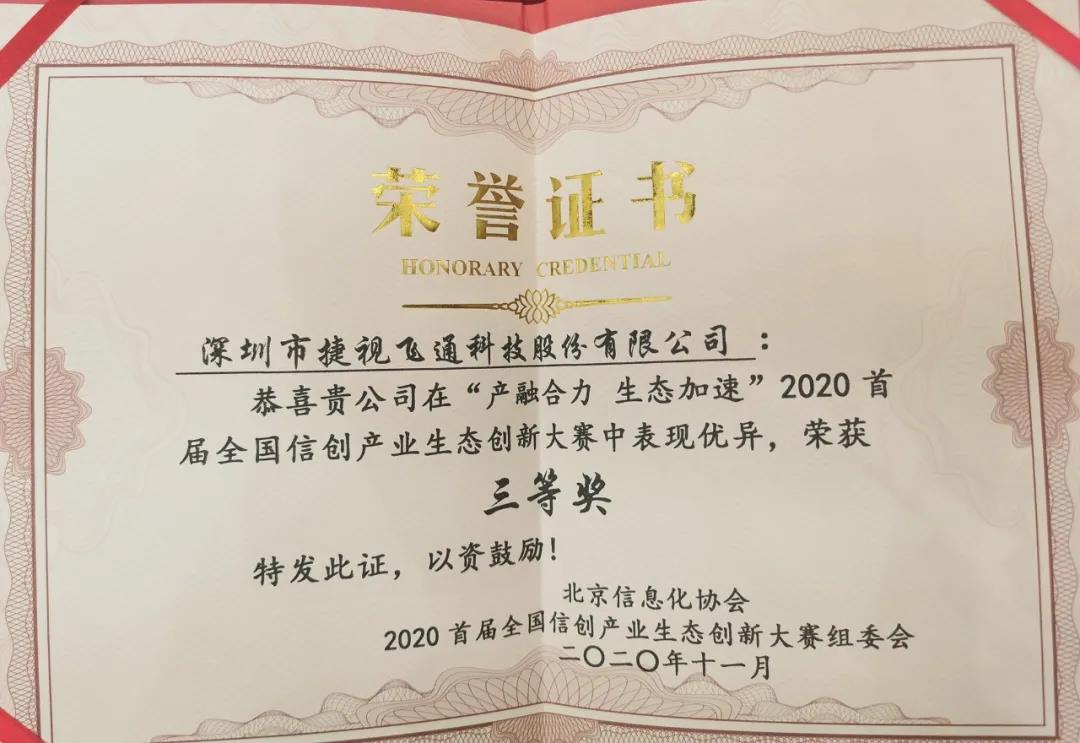 荣誉证书
HONORARY CREDENTIAL
深圳市捷视飞通科技股份有限公司：
恭喜贵公司在“产融合力 生态加速”2020首
届全国信创产业生态创新大赛中表现优异，荣获
三等奖
特发此证，以资鼓励！
北京信息化协会
2020首届全国信创产业生态创新大赛组委会
二〇二〇年十一月